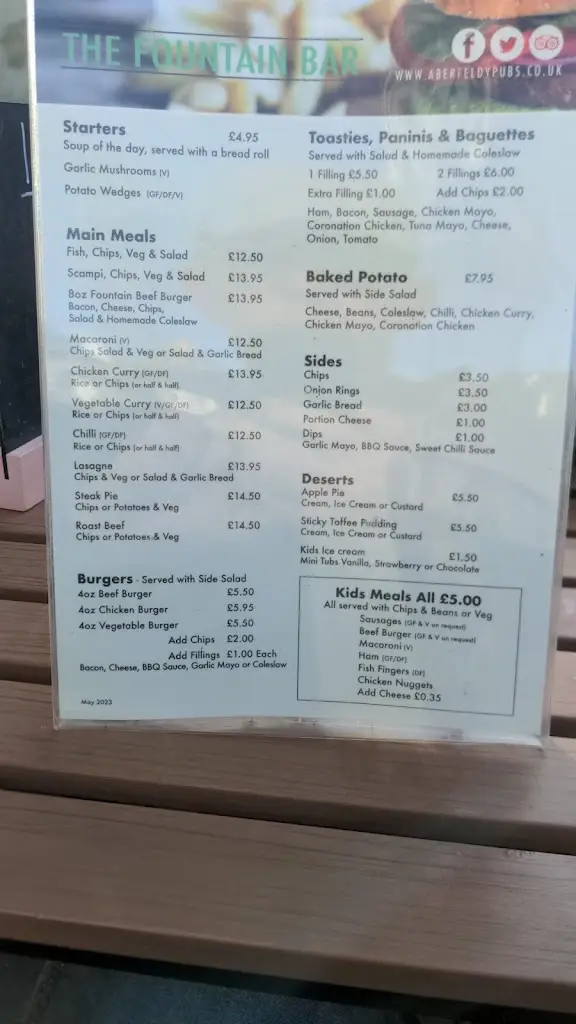 THE FOUNTAIN BAR
WWW.ABERFELDYPUBS.CO.UK
Starters £4.95
Soup of the day, served with a bread roll
Garlic Mushrooms (V)
Potato Wedges (GF/DF/V)
Main Meals
Fish, Chips, Veg & Salad £12.50
Scampi, Chips, Veg & Salad £13.95
8oz Fountain Beef Burger £13.95
Bacon, Cheese, Chips,
Salad & Homemade Coleslaw
Macaroni (V) £12.50
Chips Salad & Veg or Salad & Garlic Bread
Chicken Curry (GF/DF) £13.95
Rice or Chips (or half & half)
Vegetable Curry (V/GF/DF) £12.50
Rice or Chips (or half & half)
Chilli (GF/DF) £12.50
Rice or Chips (or half & half)
Lasagne £13.95
Chips & Veg or Salad & Garlic Bread
Steak Pie £14.50
Chips or Potatoes & Veg
Roast Beef £14.50
Chips or Potatoes & Veg
Burgers - Served with Side Salad
4oz Beef Burger £5.50
4oz Chicken Burger £5.95
4oz Vegetable Burger £5.50
Add Chips £2.00
Add Fillings £1.00 Each
Bacon, Cheese, BBQ Sauce, Garlic Mayo or Coleslaw
May 2023
Toasties, Paninis & Baguettes
Served with Salad & Homemade Coleslaw
1 Filling £5.50 2 Fillings £6.00
Extra Filling £1.00 Add Chips £2.00
Ham, Bacon, Sausage, Chicken Mayo,
Coronation Chicken, Tuna Mayo, Cheese,
Onion, Tomato
Baked Potato £7.95
Served with Side Salad
Cheese, Beans, Coleslaw, Chilli, Chicken Curry,
Chicken Mayo, Coronation Chicken
Sides
Chips £3.50
Onion Rings £3.50
Garlic Bread £3.00
Portion Cheese £1.00
Dips £1.00
Garlic Mayo, BBQ Sauce, Sweet Chilli Sauce
Deserts
Apple Pie £5.50
Cream, Ice Cream or Custard
Sticky Toffee Pudding £5.50
Cream, Ice Cream or Custard
Kids Ice cream £1.50
Mini Tubs Vanilla, Strawberry or Chocolate
Kids Meals All £5.00
All served with Chips & Beans or Veg
Sausages (GF & V on request)
Beef Burger (GF & V on request)
Macaroni (V)
Ham (GF/DF)
Fish Fingers (DF)
Chicken Nuggets
Add Cheese £0.35